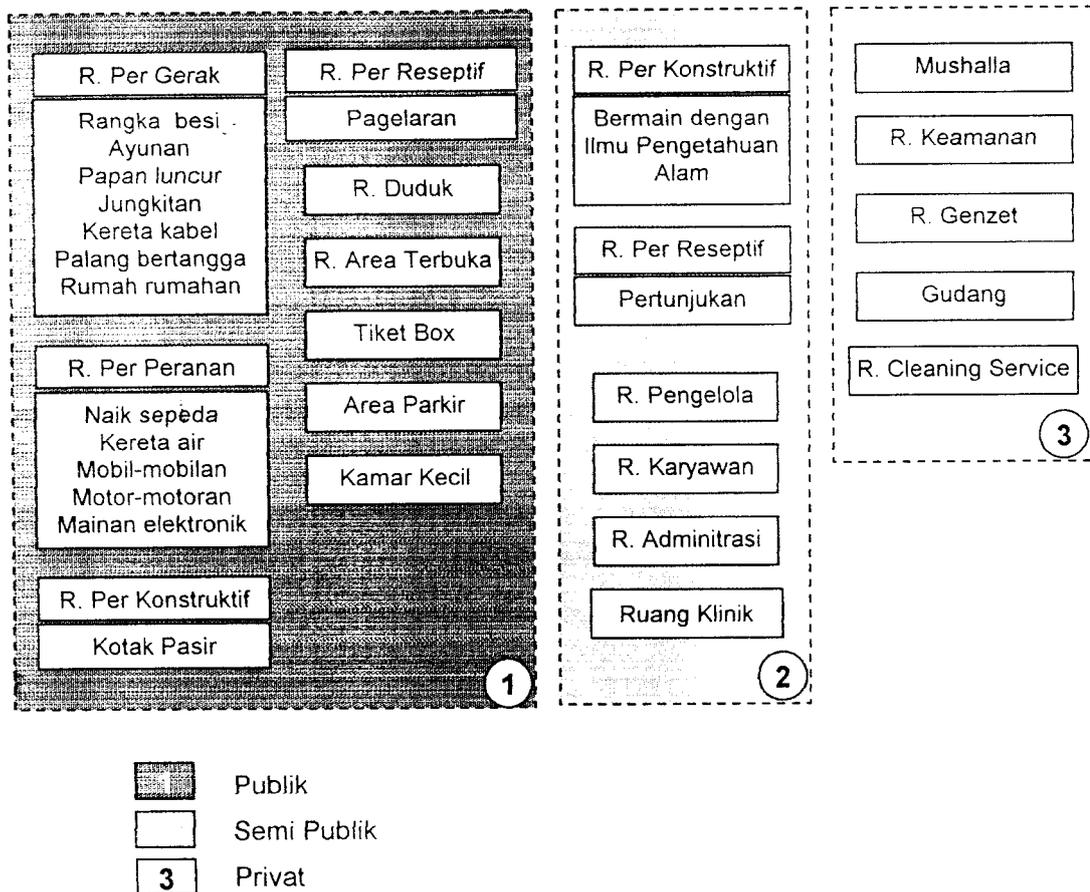 R. Per Gerak
Rangka besi
Ayunan
Papan luncur
Jungkitan
Kereta kabel
Palang bertangga
Rumah rumahan
R. Per Peranan
Naik sepeda
Kereta air
Mobil-mobilan
Motor-motoran
Mainan elektronik
R. Per Konstruktif
Kotak Pasir
R. Per Reseptif
Pagelaran
R. Duduk
R. Area Terbuka
Tiket Box
Area Parkir
Kamar Kecil
1
R. Per Konstruktif
Bermain dengan
Ilmu Pengetahuan
Alam
R. Per Reseptif
Pertunjukan
R. Pengelola
R. Karyawan
R. Adminitrasi
Ruang Klinik
2
Mushalla
R. Keamanan
R. Genzet
Gudang
R. Cleaning Service
3
1 Publik
Semi Publik
3 Privat